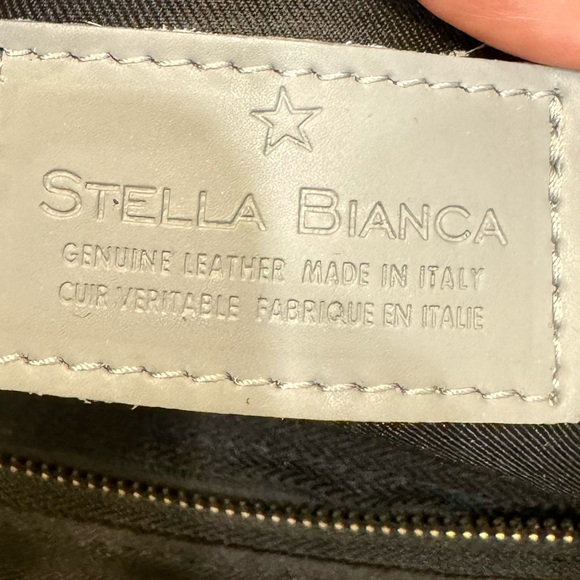 STELLA BIANCA
GENUINE LEATHER MADE IN ITALY
CUIR VERITABLE FABRIQUE EN ITALIE